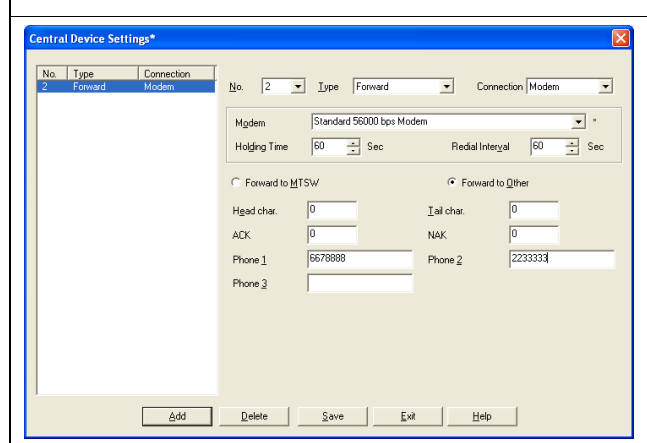 Central Device Settings*
No. Type Connection
2 Forward Modem
No. 2 Type Forward Connection Modem
Modem Standard 56000 bps Modem *
Holding Time 60 Sec Redial Interval 60 Sec
Forward to MTSW Forward to Other
Head char. 0 Tail char. 0
ACK 0 NAK 0
Phone 1 6678888 Phone 2 2233333
Phone 3
Add Delete Save Exit Help